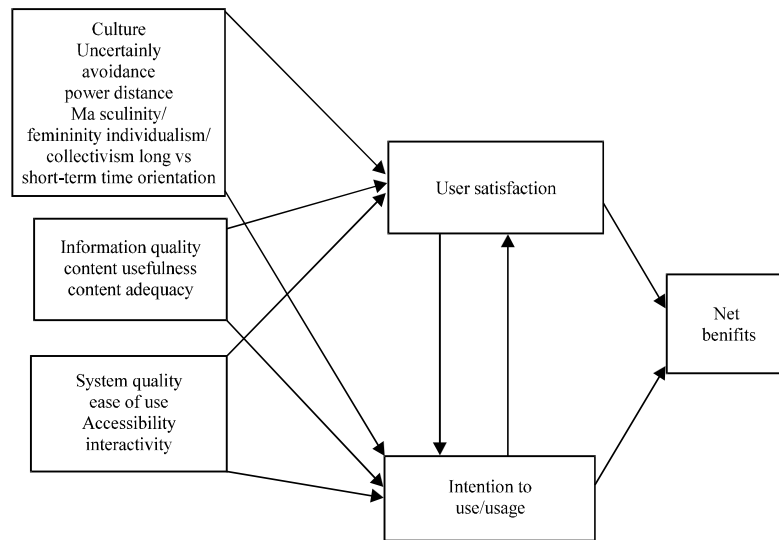 Culture
Uncertainly
avoidance
power distance
Ma sculinity/
femininity individualism/
collectivism long vs
short-term time orientation
Information quality
content usefulness
content adequacy
System quality
ease of use
Accessibility
interactivity
User satisfaction
Intention to
use/usage
Net
benifits